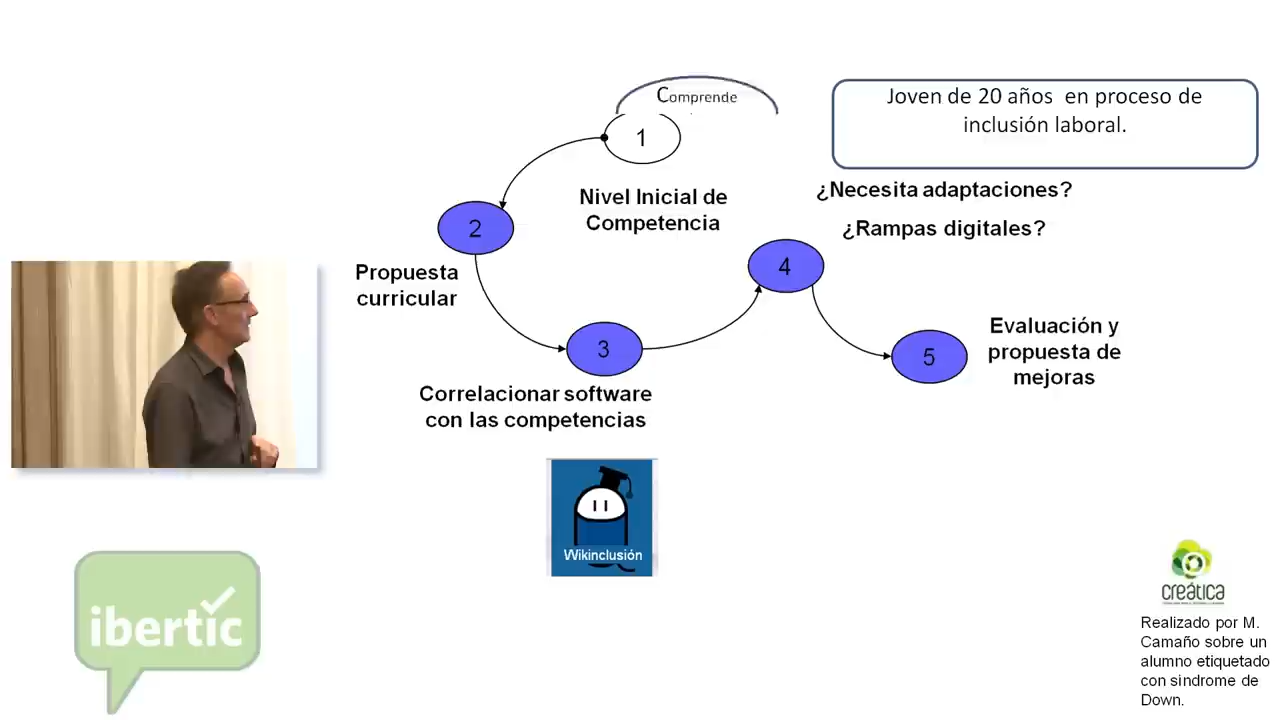 Comprende
1
Joven de 20 años en proceso de
inclusión laboral.
Nivel Inicial de
Competencia
¿Necesita adaptaciones?
¿Rampas digitales?
2
Propuesta
curricular
4
3
Correlacionar software
con las competencias
5
Evaluación y
propuesta de
mejoras
Wikinclusión
ibertic
creática
Realizado por M.
Camaño sobre un
alumno etiquetado
con sindrome de
Down.